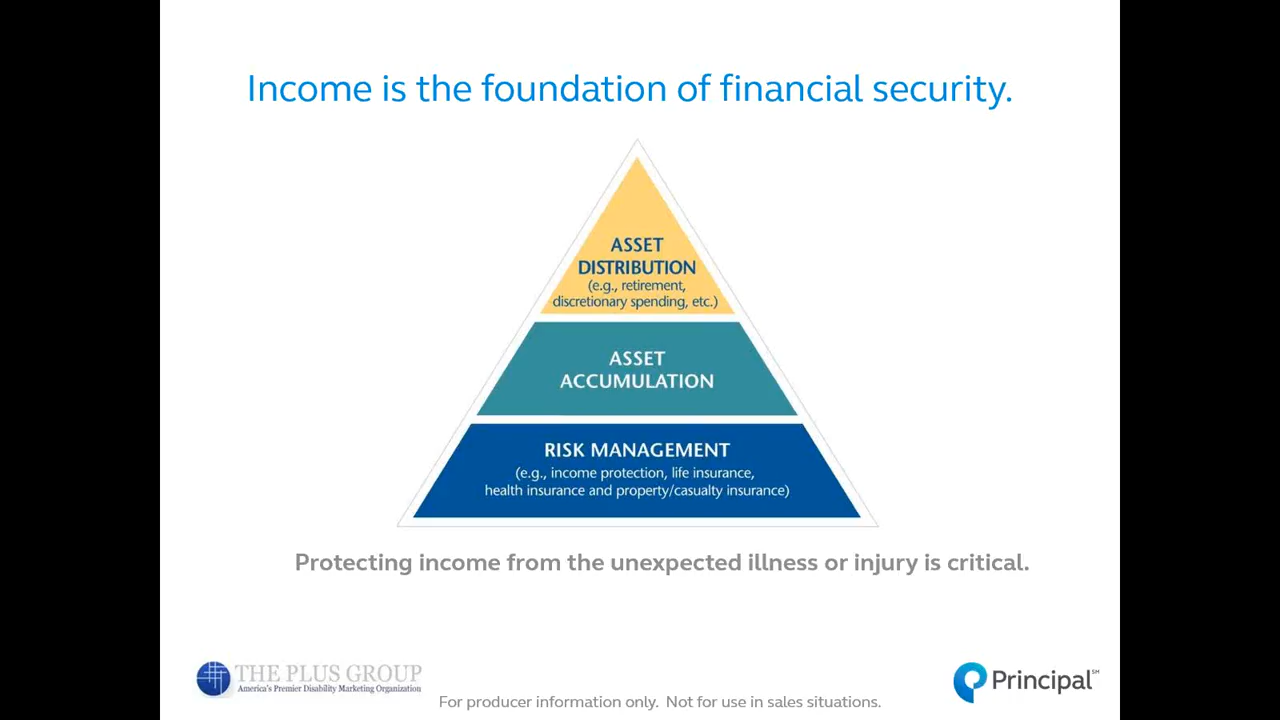 Income is the foundation of financial security.
ASSET
DISTRIBUTION
(e.g., retirement,
discretionary spending, etc.)
ASSET
ACCUMULATION
RISK MANAGEMENT
(e.g., income protection, life insurance,
health insurance and property/casualty insurance)
Protecting income from the unexpected illness or injury is critical.
THE PLUS GROUP
America's Premier Disability Marketing Organization
For producer information only. Not for use in sales situations.
Principal℠